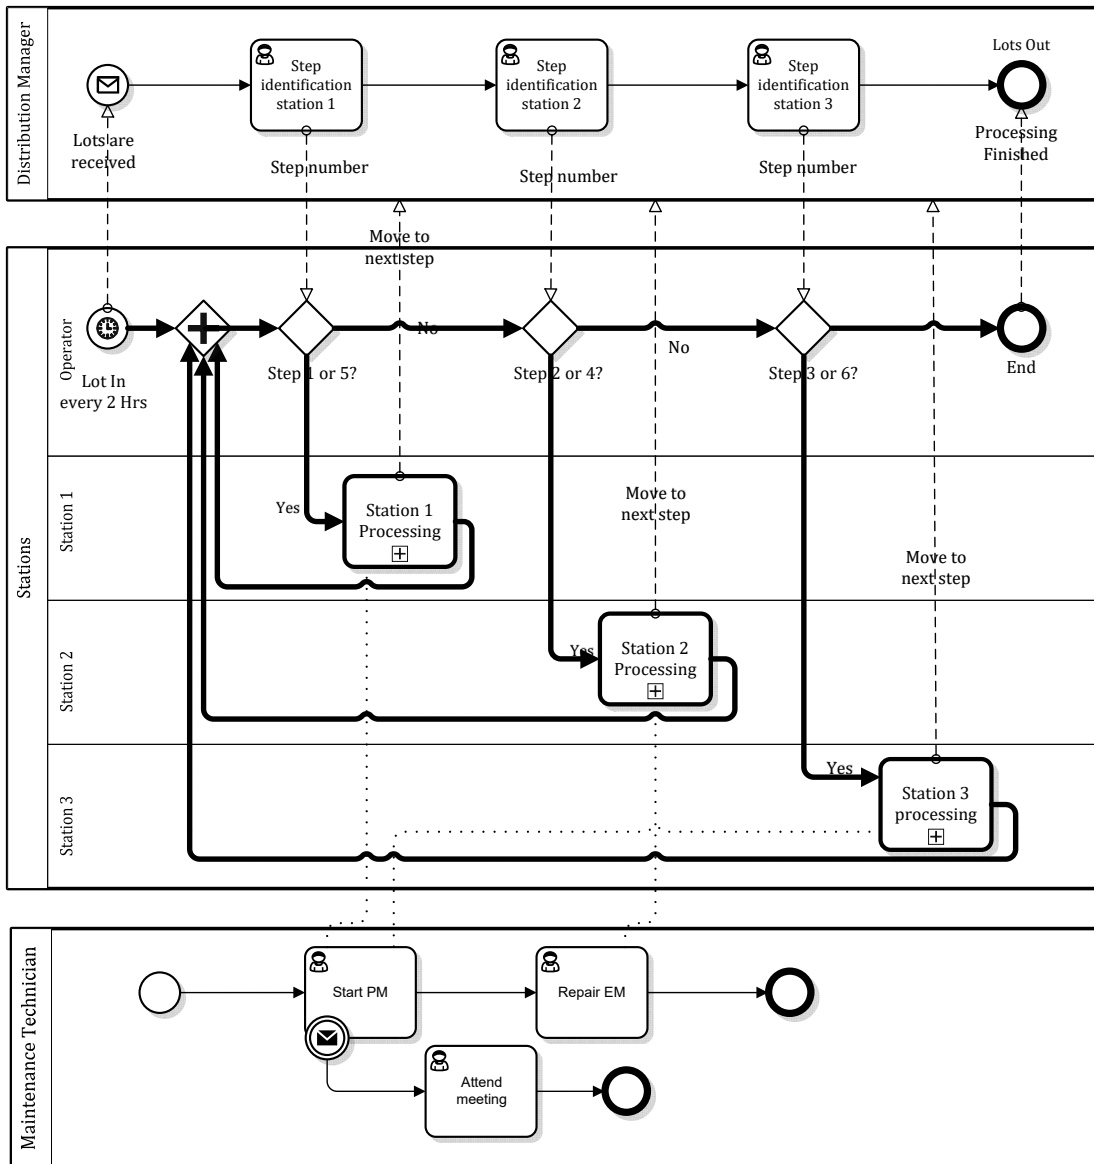 Distribution Manager
Lots are
received
Step
identification
station 1
Step
identification
station 2
Step
identification
station 3
Lots Out
Processing
Finished
Step number
Step number
Step number
Stations
Operator
Lot In
every 2 Hrs
Move to
next step
No
No
Step 1 or 5?
Step 2 or 4?
Step 3 or 6?
End
Station 1
Yes
Station 1
Processing
Move to
next step
Move to
next step
Station 2
Yes
Station 2
Processing
Station 3
Yes
Station 3
processing
Maintenance Technician
Start PM
Repair EM
Attend
meeting